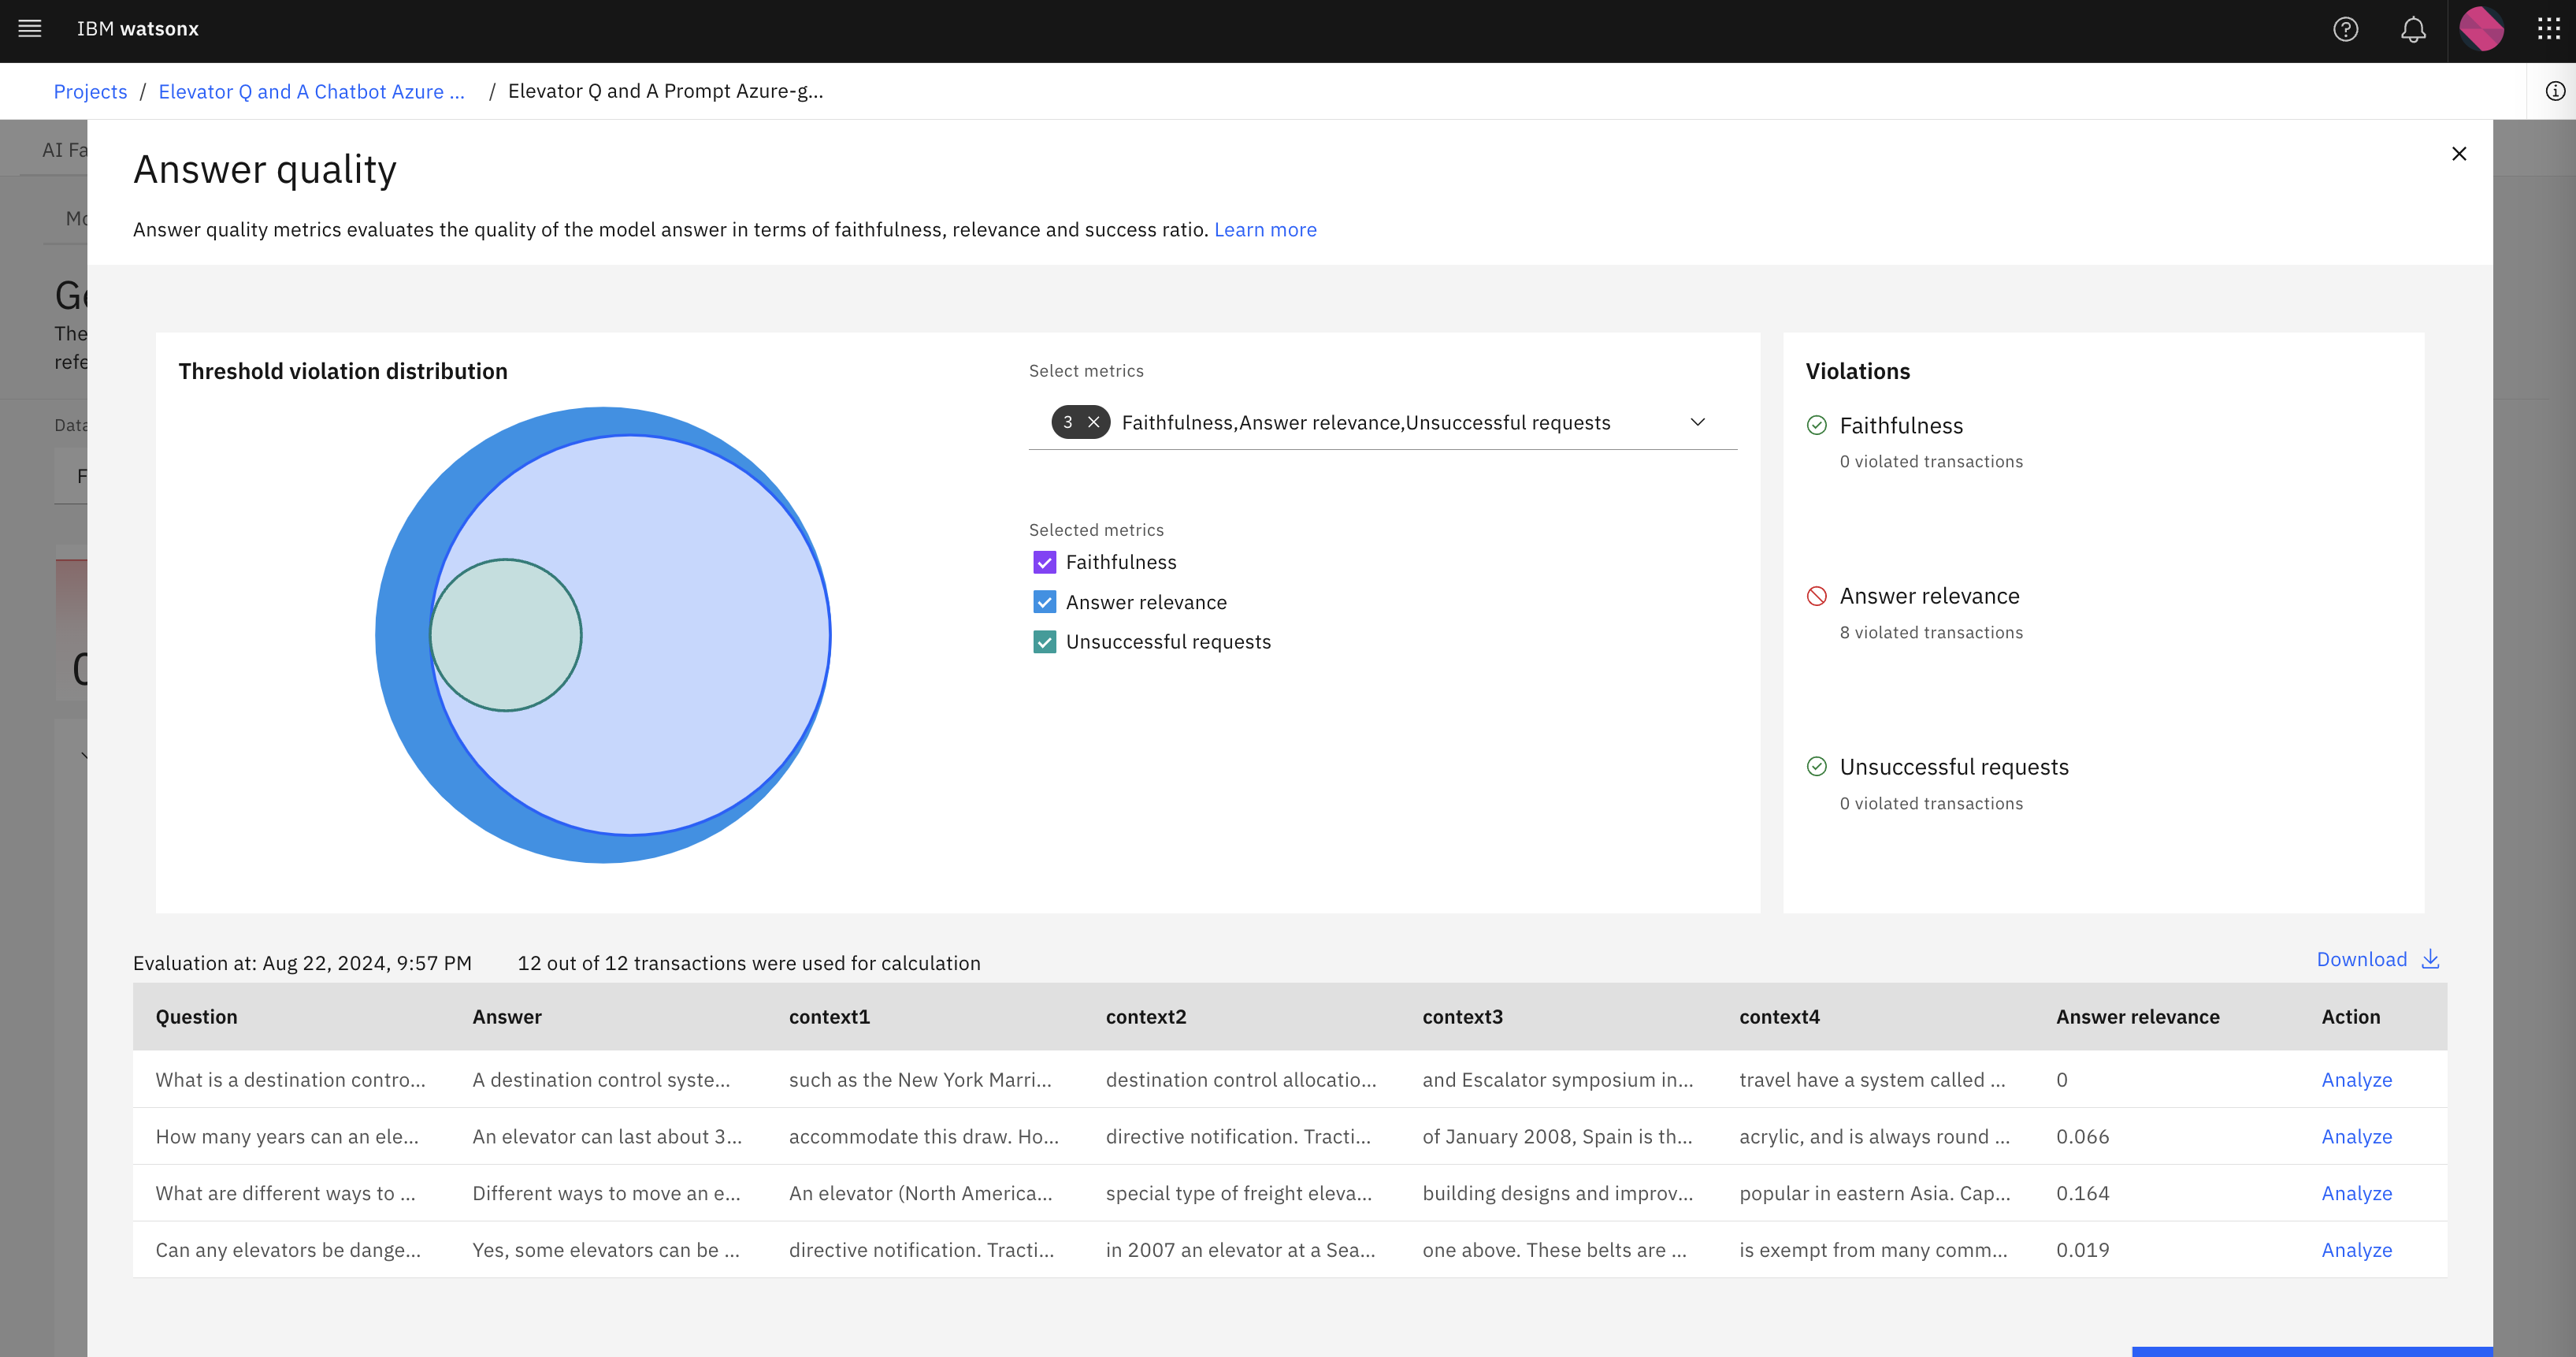 IBM watsonx
Projects / Elevator Q and A Chatbot Azure ... / Elevator Q and A Prompt Azure-g...
AI Fa
Answer quality
Answer quality metrics evaluates the quality of the model answer in terms of faithfulness, relevance and success ratio. Learn more
Mo
Ge
The
refe
Data
F
0
Threshold violation distribution
Select metrics
3 Faithfulness,Answer relevance,Unsuccessful requests
Selected metrics
Faithfulness
Answer relevance
Unsuccessful requests
Violations
Faithfulness
0 violated transactions
Answer relevance
8 violated transactions
Unsuccessful requests
0 violated transactions
Evaluation at: Aug 22, 2024, 9:57 PM 12 out of 12 transactions were used for calculation Download
Question Answer context1 context2 context3 context4 Answer relevance Action
What is a destination contro... A destination control syste... such as the New York Marri... destination control allocatio... and Escalator symposium in... travel have a system called ... 0 Analyze
How many years can an ele... An elevator can last about 3... accommodate this draw. Ho... directive notification. Tracti... of January 2008, Spain is th... acrylic, and is always round ... 0.066 Analyze
What are different ways to ... Different ways to move an e... An elevator (North America... special type of freight eleva... building designs and improv... popular in eastern Asia. Cap... 0.164 Analyze
Can any elevators be dange... Yes, some elevators can be ... directive notification. Tracti... in 2007 an elevator at a Sea... one above. These belts are ... is exempt from many comm... 0.019 Analyze